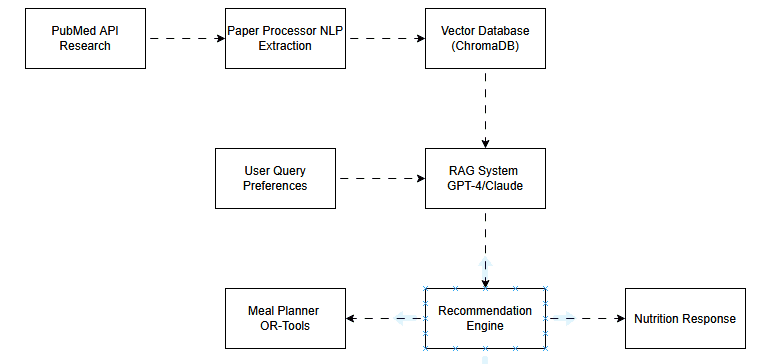 PubMed API
Research
Paper Processor NLP
Extraction
Vector Database
(ChromaDB)
User Query
Preferences
RAG System
GPT-4/Claude
Meal Planner
OR-Tools
Recommendation
Engine
Nutrition Response